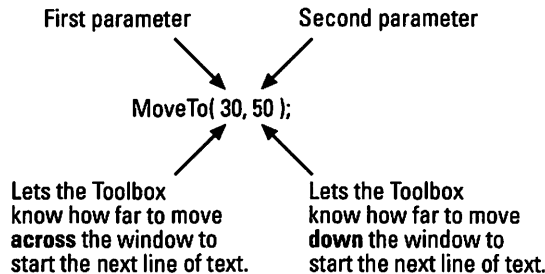 First parameter
Second parameter
MoveTo( 30, 50 );
Lets the Toolbox
know how far to move
across the window to
start the next line of text.
Lets the Toolbox
know how far to move
down the window to
start the next line of text.